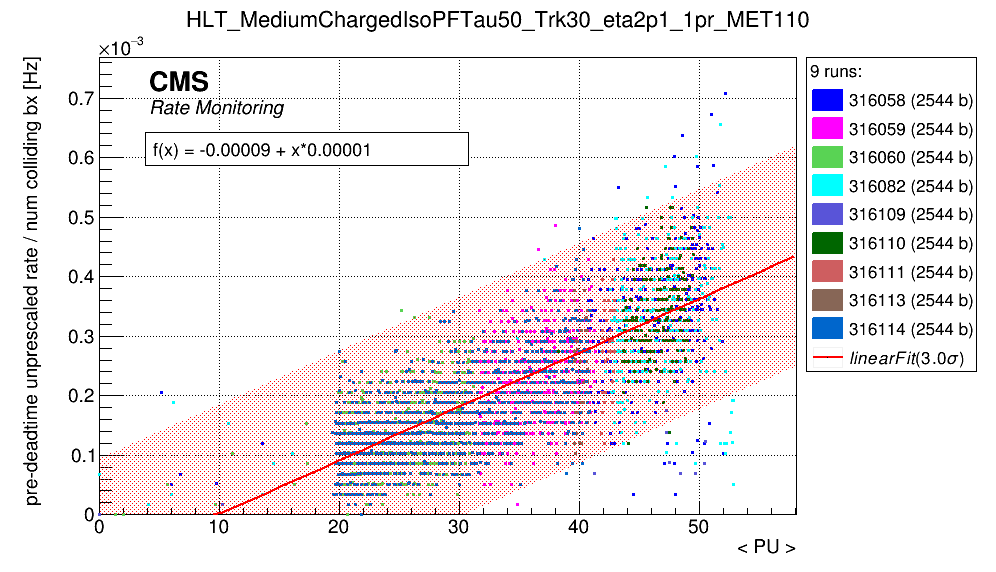 HLT_MediumChargedIsoPFTau50_Trk30_eta2p1_1pr_MET110
×10⁻³
pre-deadtime unprescaled rate / num colliding bx [Hz]
CMS
Rate Monitoring
f(x) = -0.00009 + x*0.00001
0.7
0.6
0.5
0.4
0.3
0.2
0.1
0
0 10 20 30 40 50
< PU >
9 runs:
316058 (2544 b)
316059 (2544 b)
316060 (2544 b)
316082 (2544 b)
316109 (2544 b)
316110 (2544 b)
316111 (2544 b)
316113 (2544 b)
316114 (2544 b)
linearFit(3.0σ)